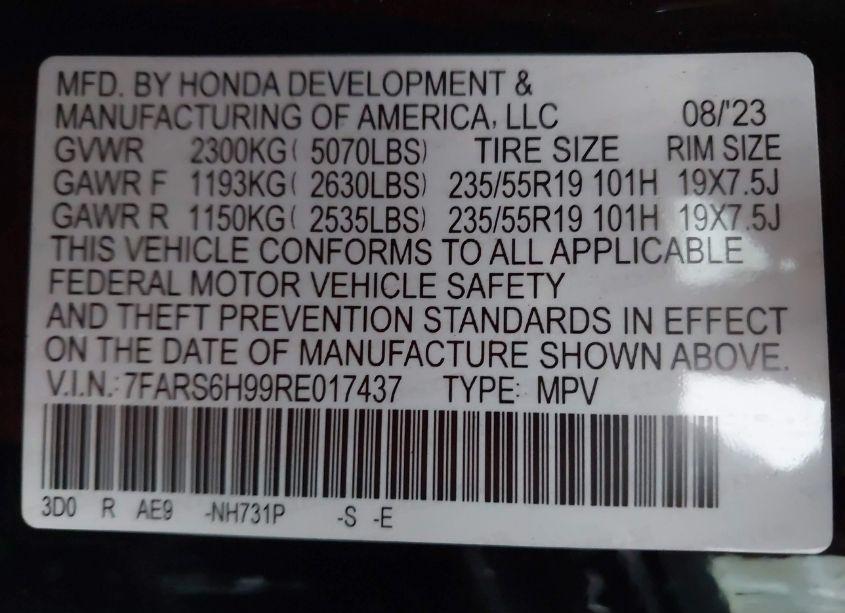 MFD. BY HONDA DEVELOPMENT &
MANUFACTURING OF AMERICA, LLC 08/'23
GVWR 2300KG( 5070LBS) TIRE SIZE RIM SIZE
GAWR F 1193KG( 2630LBS) 235/55R19 101H 19X7.5J
GAWR R 1150KG( 2535LBS) 235/55R19 101H 19X7.5J
THIS VEHICLE CONFORMS TO ALL APPLICABLE
FEDERAL MOTOR VEHICLE SAFETY
AND THEFT PREVENTION STANDARDS IN EFFECT
ON THE DATE OF MANUFACTURE SHOWN ABOVE.
V.I.N.: 7FARS6H99RE017437 TYPE: MPV
3D0 R AE9 -NH731P -S -E